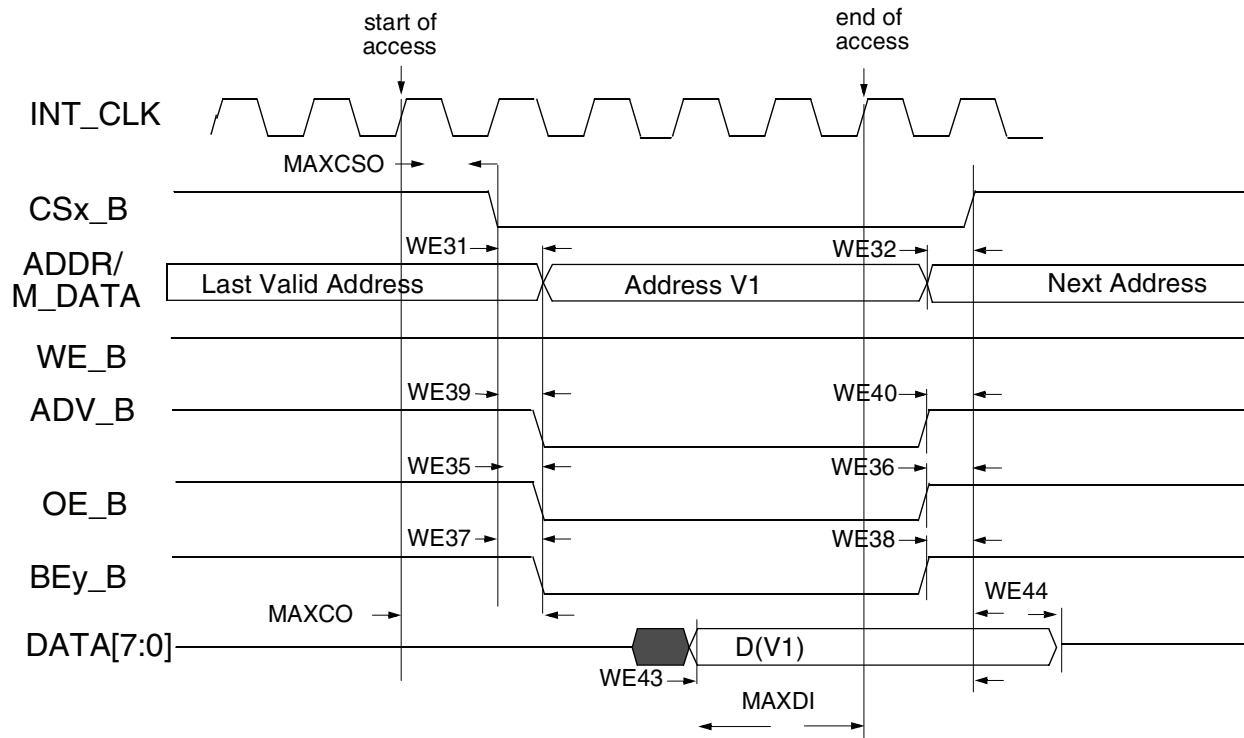 start of
access
end of
access
INT_CLK
MAXCSO
CSx_B
WE31
WE32
ADDR/
M_DATA
Last Valid Address
Address V1
Next Address
WE_B
WE39
WE40
ADV_B
WE35
WE36
OE_B
WE37
WE38
BEy_B
WE44
MAXCO
DATA[7:0]
D(V1)
WE43
MAXDI